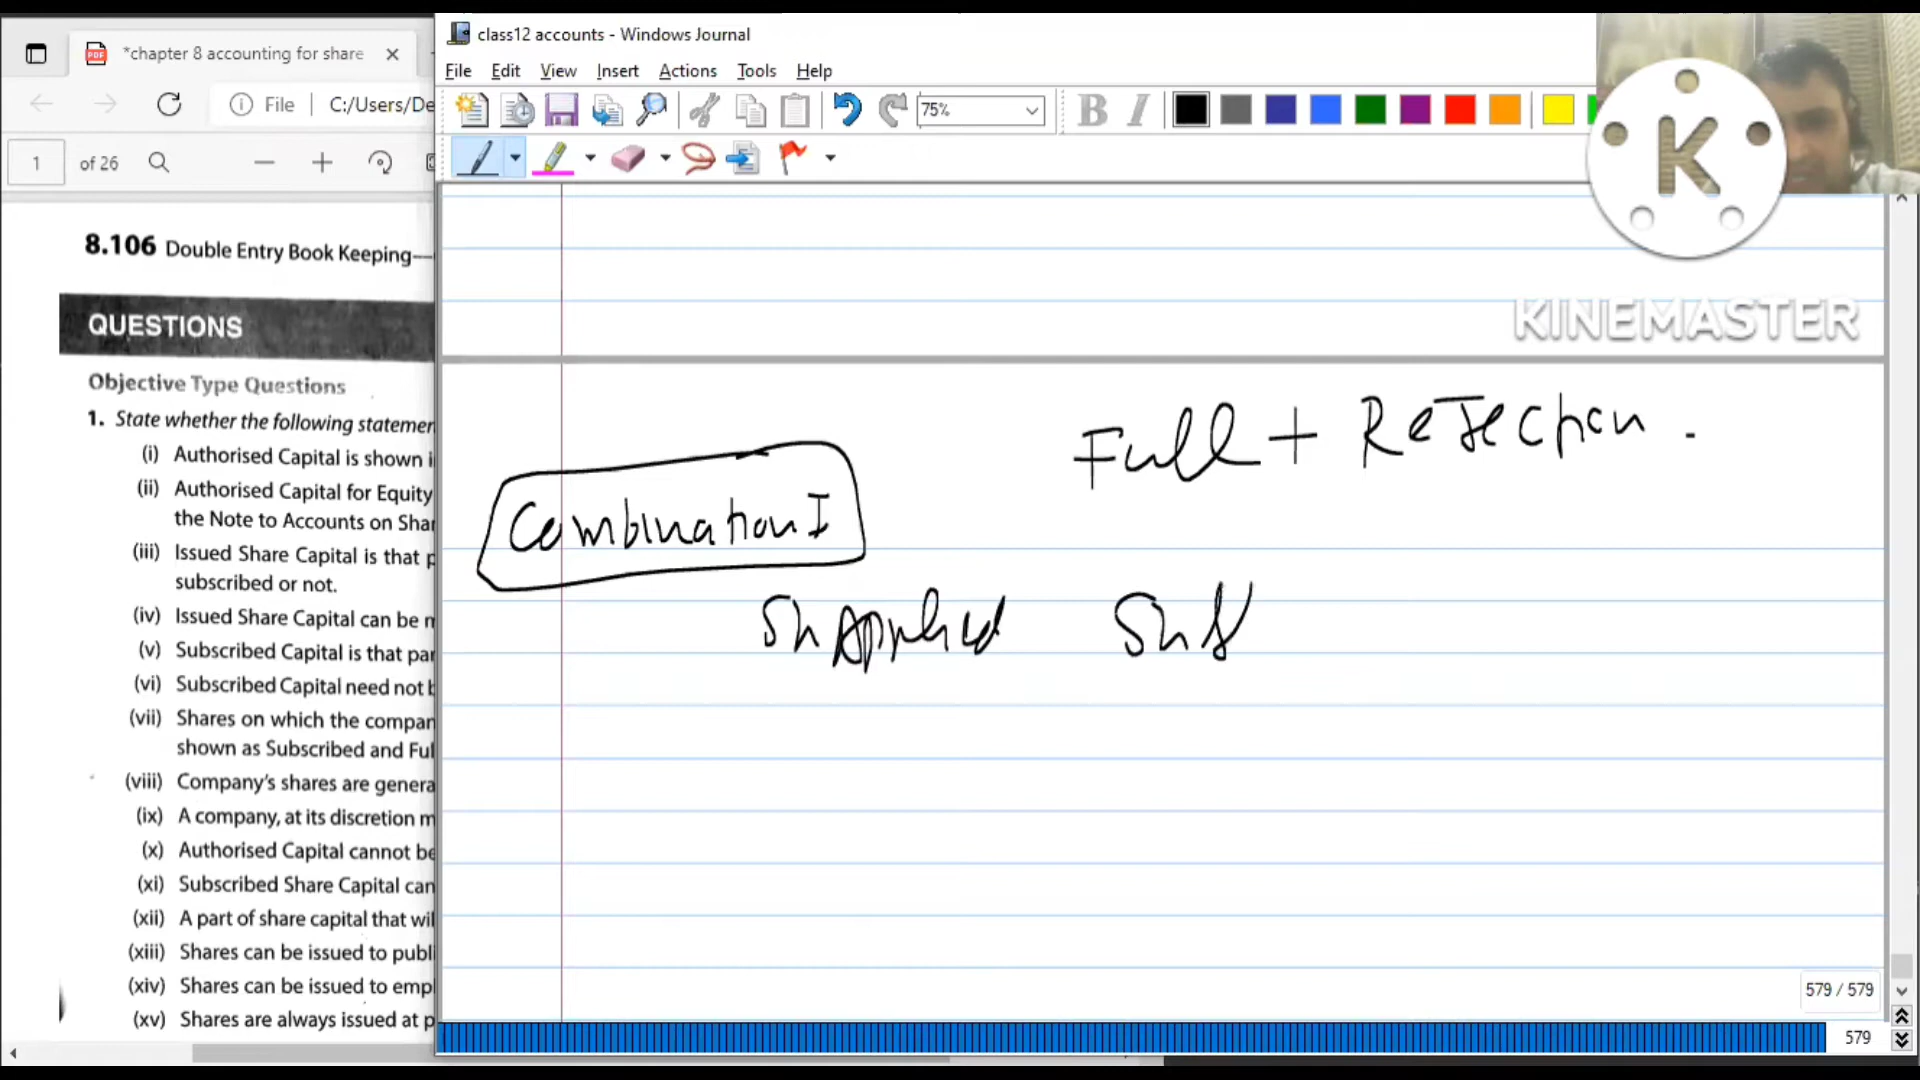 *chapter 8 accounting for share
File
C:/Users/De
1 of 26
8.106 Double Entry Book Keeping—
QUESTIONS
Objective Type Questions
1. State whether the following statemen
(i) Authorised Capital is shown i
(ii) Authorised Capital for Equity
the Note to Accounts on Shar
(iii) Issued Share Capital is that p
subscribed or not.
(iv) Issued Share Capital can be m
(v) Subscribed Capital is that par
(vi) Subscribed Capital need not b
(vii) Shares on which the compan
shown as Subscribed and Ful
(viii) Company's shares are genera
(ix) A company, at its discretion m
(x) Authorised Capital cannot be
(xi) Subscribed Share Capital can
(xii) A part of share capital that wil
(xiii) Shares can be issued to publi
(xiv) Shares can be issued to empl
(xv) Shares are always issued at p
class12 accounts - Windows Journal
File Edit View Insert Actions Tools Help
75%
B I
K
KINEMASTER
Full + Rejection.
Combination I
Sh Applied Sh
579 / 579
579